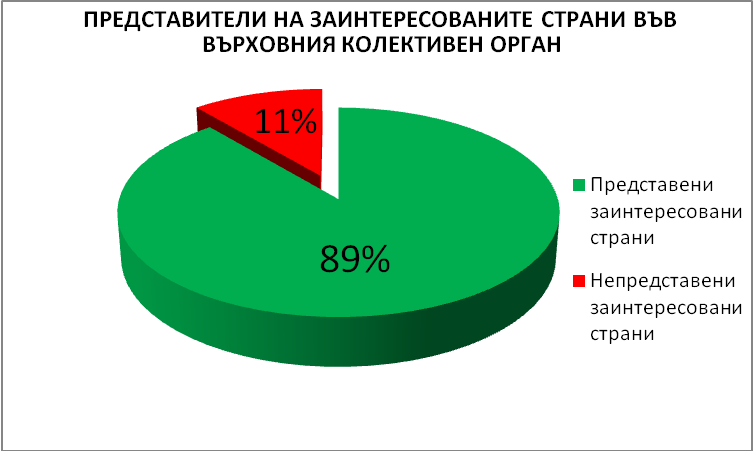 ПРЕДСТАВИТЕЛИ НА ЗАИНТЕРЕСОВАНИТЕ СТРАНИ ВЪВ
ВЪРХОВНИЯ КОЛЕКТИВЕН ОРГАН
11%
89%
Представени
заинтересовани
страни
Непредставени
заинтересовани
страни